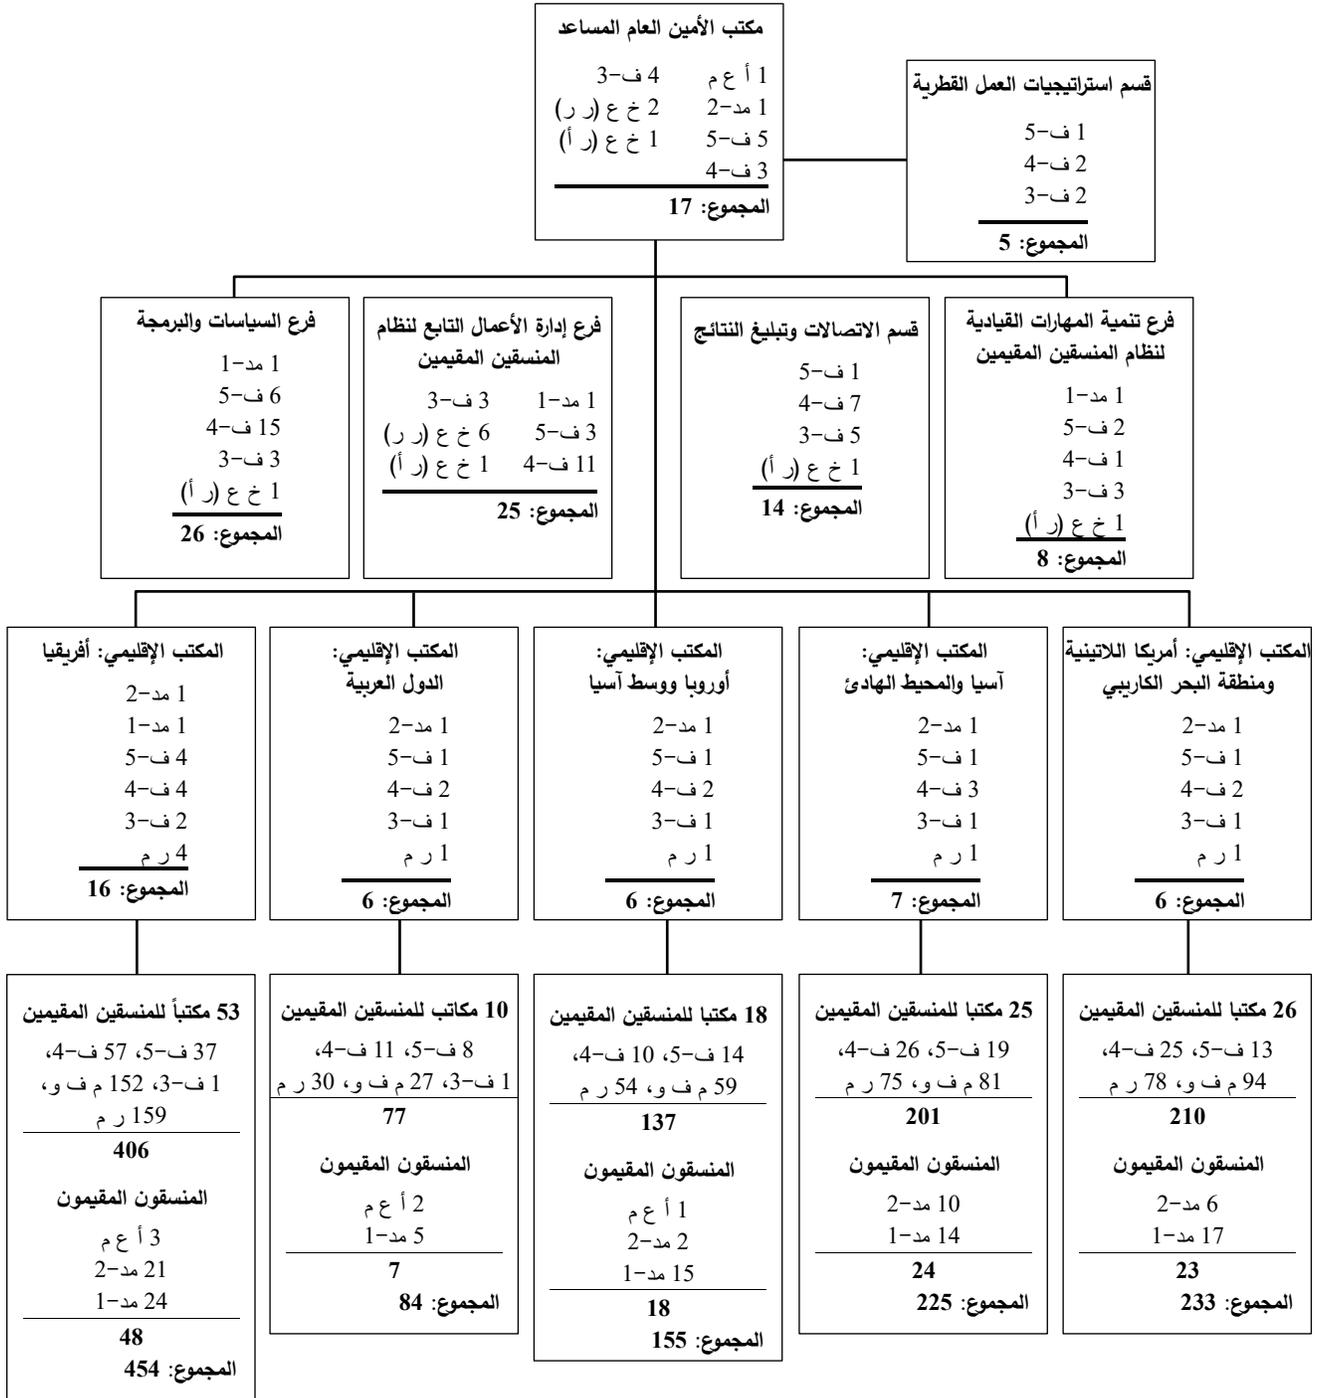 مكتب الأمين العام المساعد
1 أ ع م 4 ف-3
1 مد-2 2 خ ع (ر ر)
5 ف-5 1 خ ع (ر أ)
3 ف-4
المجموع: 17
قسم استراتيجيات العمل القطرية
1 ف-5
2 ف-4
2 ف-3
المجموع: 5
فرع تنمية المهارات القيادية
لنظام المنسقين المقيمين
1 مد-1
2 ف-5
1 ف-4
3 ف-3
1 خ ع (ر أ)
المجموع: 8
قسم الاتصالات وتبليغ النتائج
1 ف-5
7 ف-4
5 ف-3
1 خ ع (ر أ)
المجموع: 14
فرع إدارة الأعمال التابع لنظام
المنسقين المقيمين
1 مد-1 3 ف-3
3 ف-5 6 خ ع (ر ر)
11 ف-4 1 خ ع (ر أ)
المجموع: 25
فرع السياسات والبرمجة
1 مد-1
6 ف-5
15 ف-4
3 ف-3
1 خ ع (ر أ)
المجموع: 26
المكتب الإقليمي: أمريكا اللاتينية
ومنطقة البحر الكاريبي
1 مد-2
1 ف-5
2 ف-4
1 ف-3
1 ر م
المجموع: 6
المكتب الإقليمي:
آسيا والمحيط الهادئ
1 مد-2
1 ف-5
3 ف-4
1 ف-3
1 ر م
المجموع: 7
المكتب الإقليمي:
أوروبا ووسط آسيا
1 مد-2
1 ف-5
2 ف-4
1 ف-3
1 ر م
المجموع: 6
المكتب الإقليمي:
الدول العربية
1 مد-2
1 ف-5
2 ف-4
1 ف-3
1 ر م
المجموع: 6
المكتب الإقليمي: أفريقيا
1 مد-2
1 مد-1
4 ف-5
4 ف-4
2 ف-3
4 ر م
المجموع: 16
26 مكتبا للمنسقين المقيمين
13 ف-5، 25 ف-4،
94 م ف و، 78 ر م
210
المنسقون المقيمون
6 مد-2
17 مد-1
23
المجموع: 233
25 مكتبا للمنسقين المقيمين
19 ف-5، 26 ف-4،
81 م ف و، 75 ر م
201
المنسقون المقيمون
10 مد-2
14 مد-1
24
المجموع: 225
18 مكتبا للمنسقين المقيمين
14 ف-5، 10 ف-4،
59 م ف و، 54 ر م
137
المنسقون المقيمون
1 أ ع م
2 مد-2
15 مد-1
18
المجموع: 155
10 مكاتب للمنسقين المقيمين
8 ف-5، 11 ف-4،
1 ف-3، 27 م ف و، 30 ر م
77
المنسقون المقيمون
2 أ ع م
5 مد-1
7
المجموع: 84
53 مكتباً للمنسقين المقيمين
37 ف-5، 57 ف-4،
1 ف-3، 152 م ف و،
159 ر م
406
المنسقون المقيمون
3 أ ع م
21 مد-2
24 مد-1
48
المجموع: 454